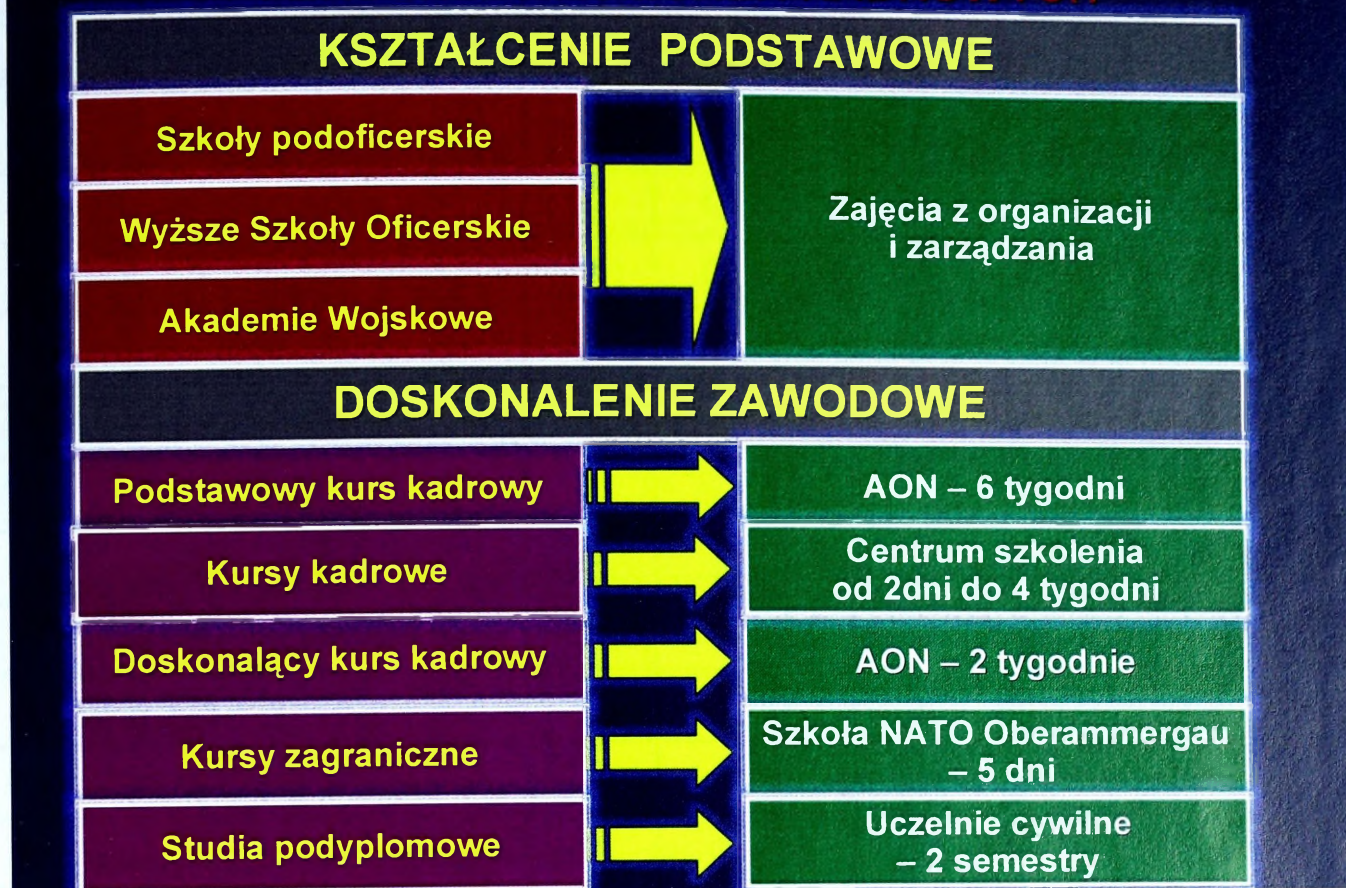 KSZTAŁCENIE PODSTAWOWE
Szkoły podoficerskie
Wyższe Szkoły Oficerskie
Akademie Wojskowe
Zajęcia z organizacji
i zarządzania
DOSKONALENIE ZAWODOWE
Podstawowy kurs kadrowy
AON – 6 tygodni
Kursy kadrowe
Centrum szkolenia
od 2dni do 4 tygodni
Doskonalący kurs kadrowy
AON – 2 tygodnie
Kursy zagraniczne
Szkoła NATO Oberammergau
– 5 dni
Studia podyplomowe
Uczelnie cywilne
– 2 semestry